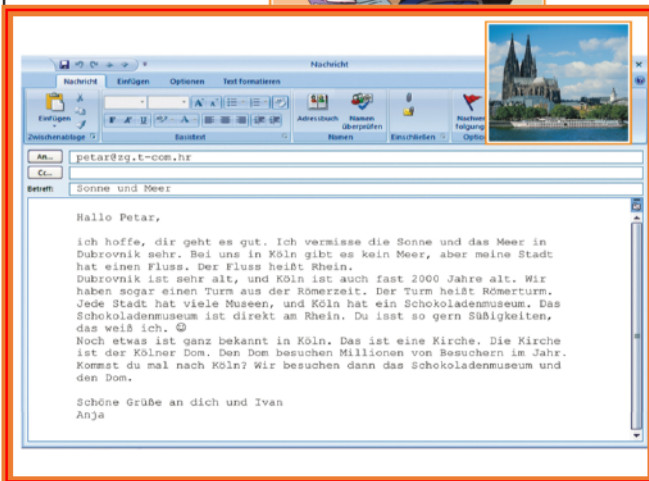 Nachricht
Nachricht Einfügen Optionen Text formatieren
Einfügen
Zwischenablage
F K U
Basistext
Adressbuch Namen überprüfen
Namen
Einschließen
An...
petar@zg.t-com.hr
Cc...
Betreff:
Sonne und Meer
Hallo Petar,
ich hoffe, dir geht es gut. Ich vermisse die Sonne und das Meer in
Dubrovnik sehr. Bei uns in Köln gibt es kein Meer, aber meine Stadt
hat einen Fluss. Der Fluss heißt Rhein.
Dubrovnik ist sehr alt, und Köln ist auch fast 2000 Jahre alt. Wir
haben sogar einen Turm aus der Römerzeit. Der Turm heißt Römerturm.
Jede Stadt hat viele Museen, und Köln hat ein Schokoladenmuseum. Das
Schokoladenmuseum ist direkt am Rhein. Du isst so gern Süßigkeiten,
das weiß ich. ☺
Noch etwas ist ganz bekannt in Köln. Das ist eine Kirche. Die Kirche
ist der Kölner Dom. Den Dom besuchen Millionen von Besuchern im Jahr.
Kommst du mal nach Köln? Wir besuchen dann das Schokoladenmuseum und
den Dom.
Schöne Grüße an dich und Ivan
Anja